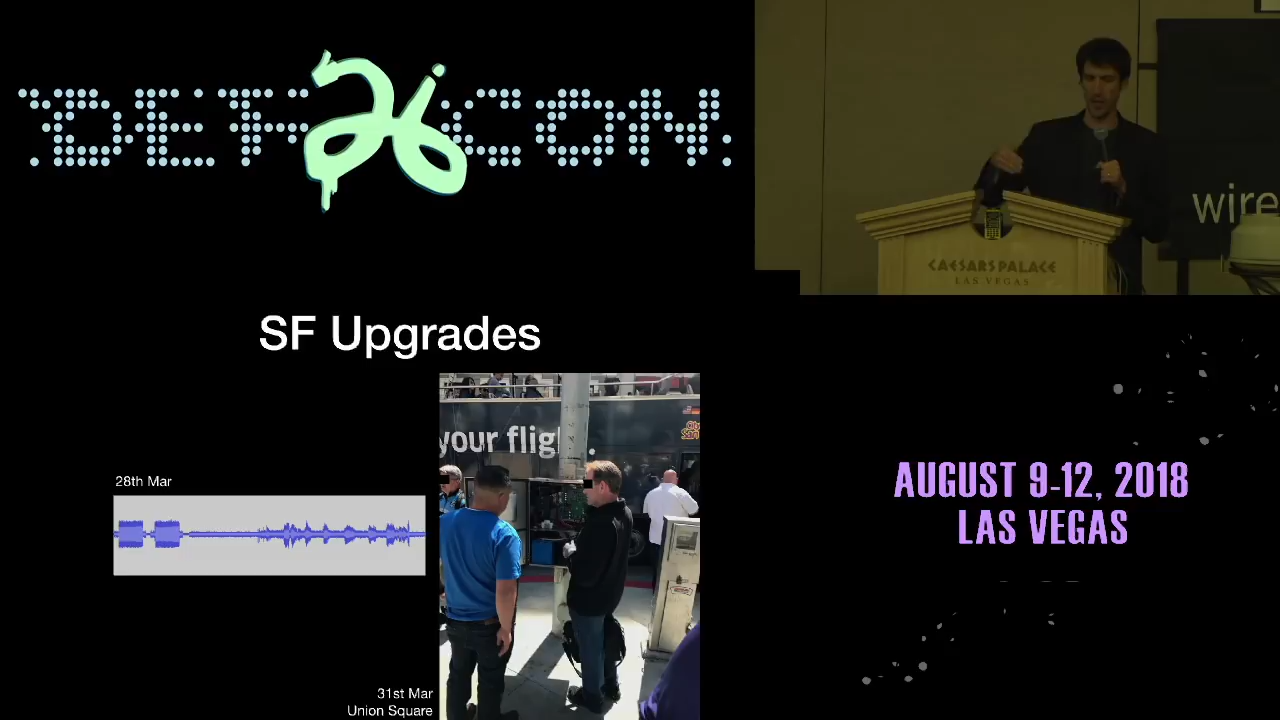 DEF 26 CON
wire
CAESARS PALACE
LAS VEGAS
SF Upgrades
your flig
.
28th Mar
AUGUST 9-12, 2018
LAS VEGAS
31st Mar
Union Square